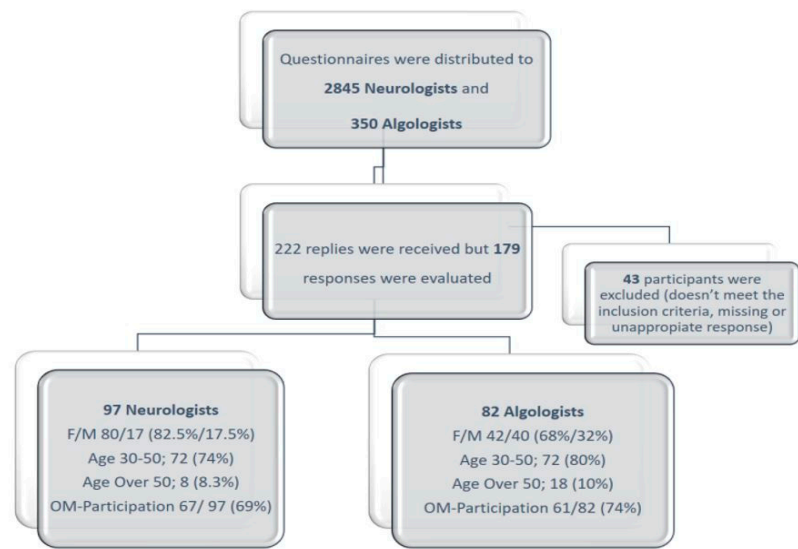 Questionnaires were distributed to
2845 Neurologists and
350 Algologists
222 replies were received but 179
responses were evaluated
43 participants were
excluded (doesn't meet the
inclusion criteria, missing or
unappropiate response)
97 Neurologists
F/M 80/17 (82.5%/17.5%)
Age 30-50; 72 (74%)
Age Over 50; 8 (8.3%)
OM-Participation 67/ 97 (69%)
82 Algologists
F/M 42/40 (68%/32%)
Age 30-50; 72 (80%)
Age Over 50; 18 (10%)
OM-Participation 61/82 (74%)